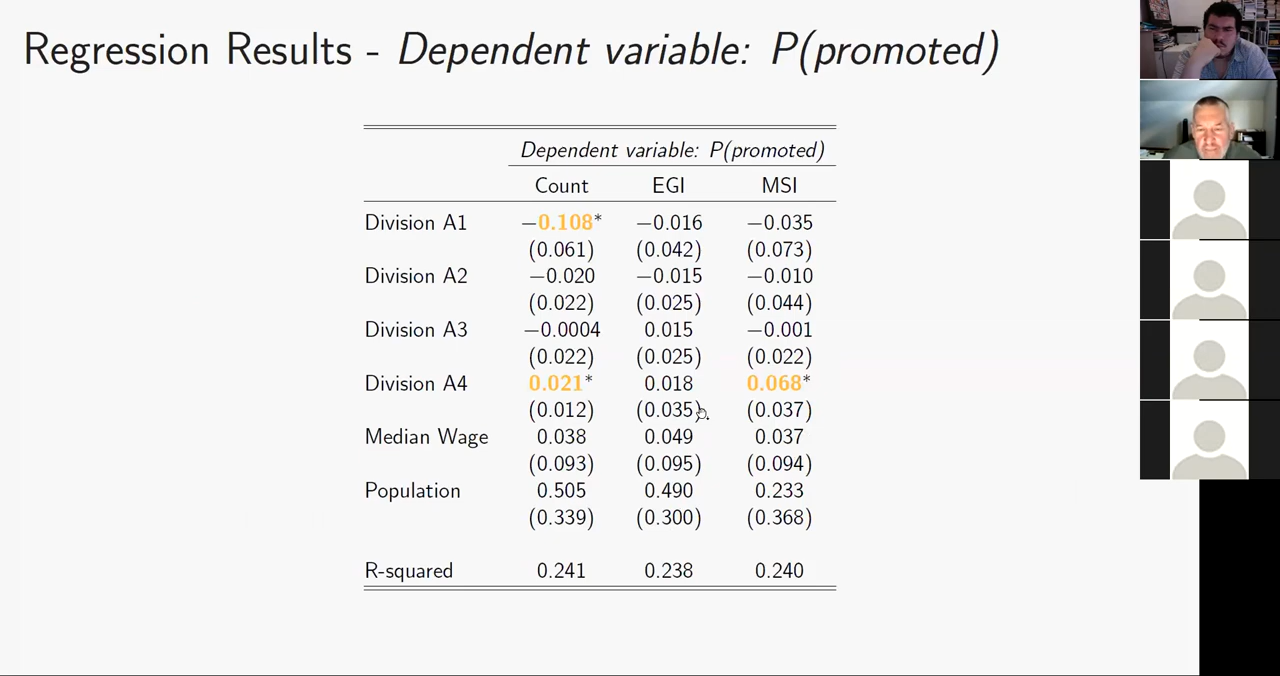 Regression Results - Dependent variable: P(promoted)
Dependent variable: P(promoted)
Count EGI MSI
Division A1 −0.108* −0.016 −0.035
(0.061) (0.042) (0.073)
Division A2 −0.020 −0.015 −0.010
(0.022) (0.025) (0.044)
Division A3 −0.0004 0.015 −0.001
(0.022) (0.025) (0.022)
Division A4 0.021* 0.018 0.068*
(0.012) (0.035) (0.037)
Median Wage 0.038 0.049 0.037
(0.093) (0.095) (0.094)
Population 0.505 0.490 0.233
(0.339) (0.300) (0.368)
R-squared 0.241 0.238 0.240